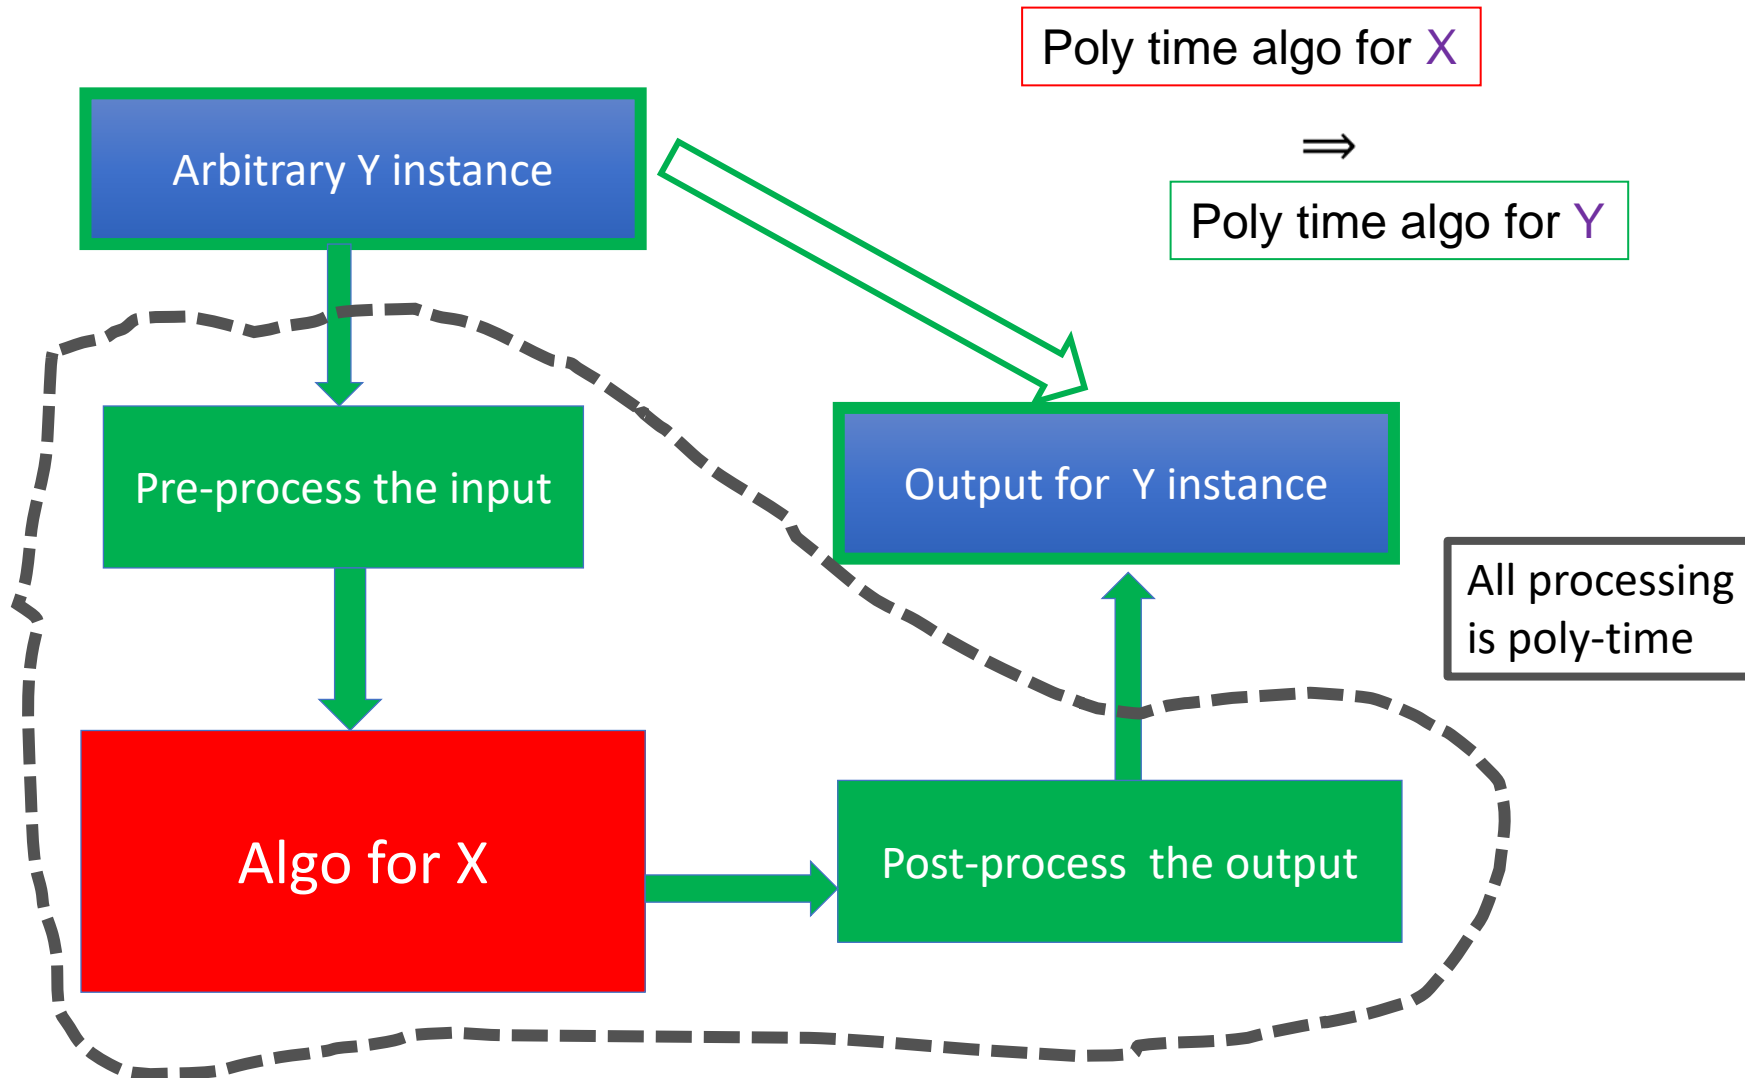 Poly time algo for X
⇒
Poly time algo for Y
Arbitrary Y instance
Pre-process the input
Output for Y instance
All processing
is poly-time
Algo for X
Post-process the output